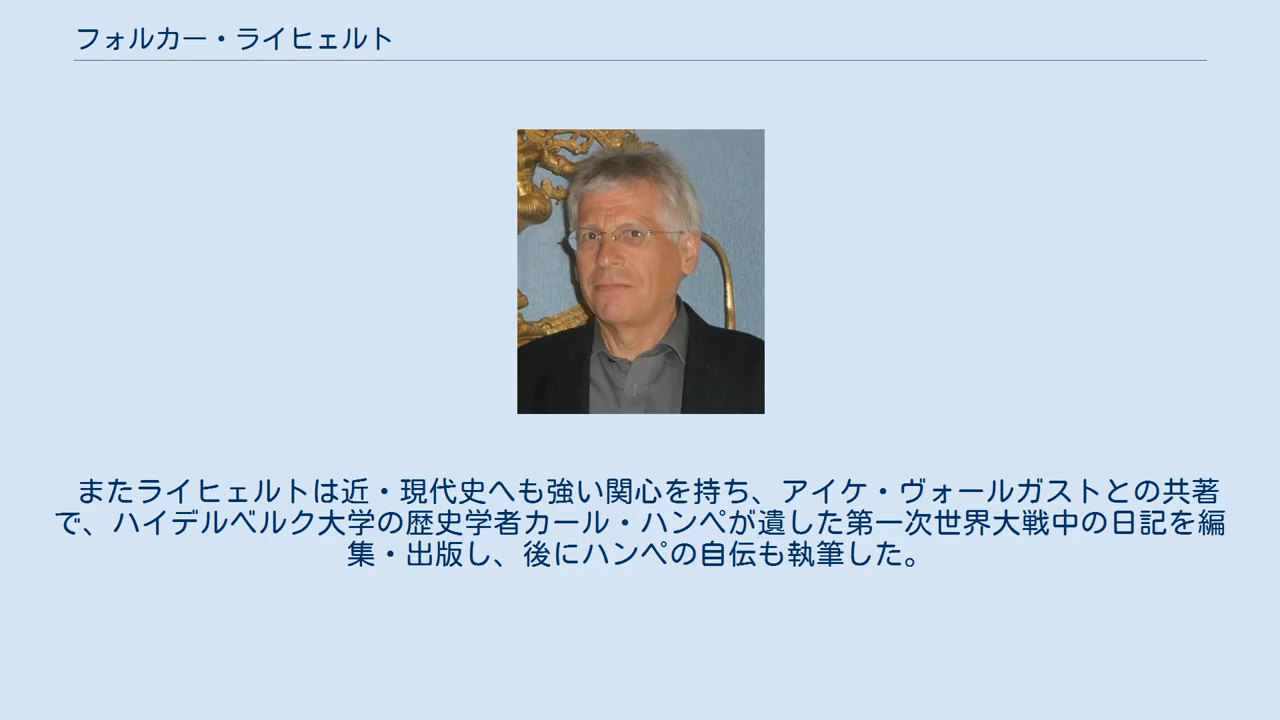 フォルカー・ライヒェルト
またライヒェルトは近・現代史へも強い関心を持ち、アイケ・ヴォールガストとの共著
で、ハイデルベルク大学の歴史学者カール・ハンペが遺した第一次世界大戦中の日記を編
集・出版し、後にハンペの自伝も執筆した。